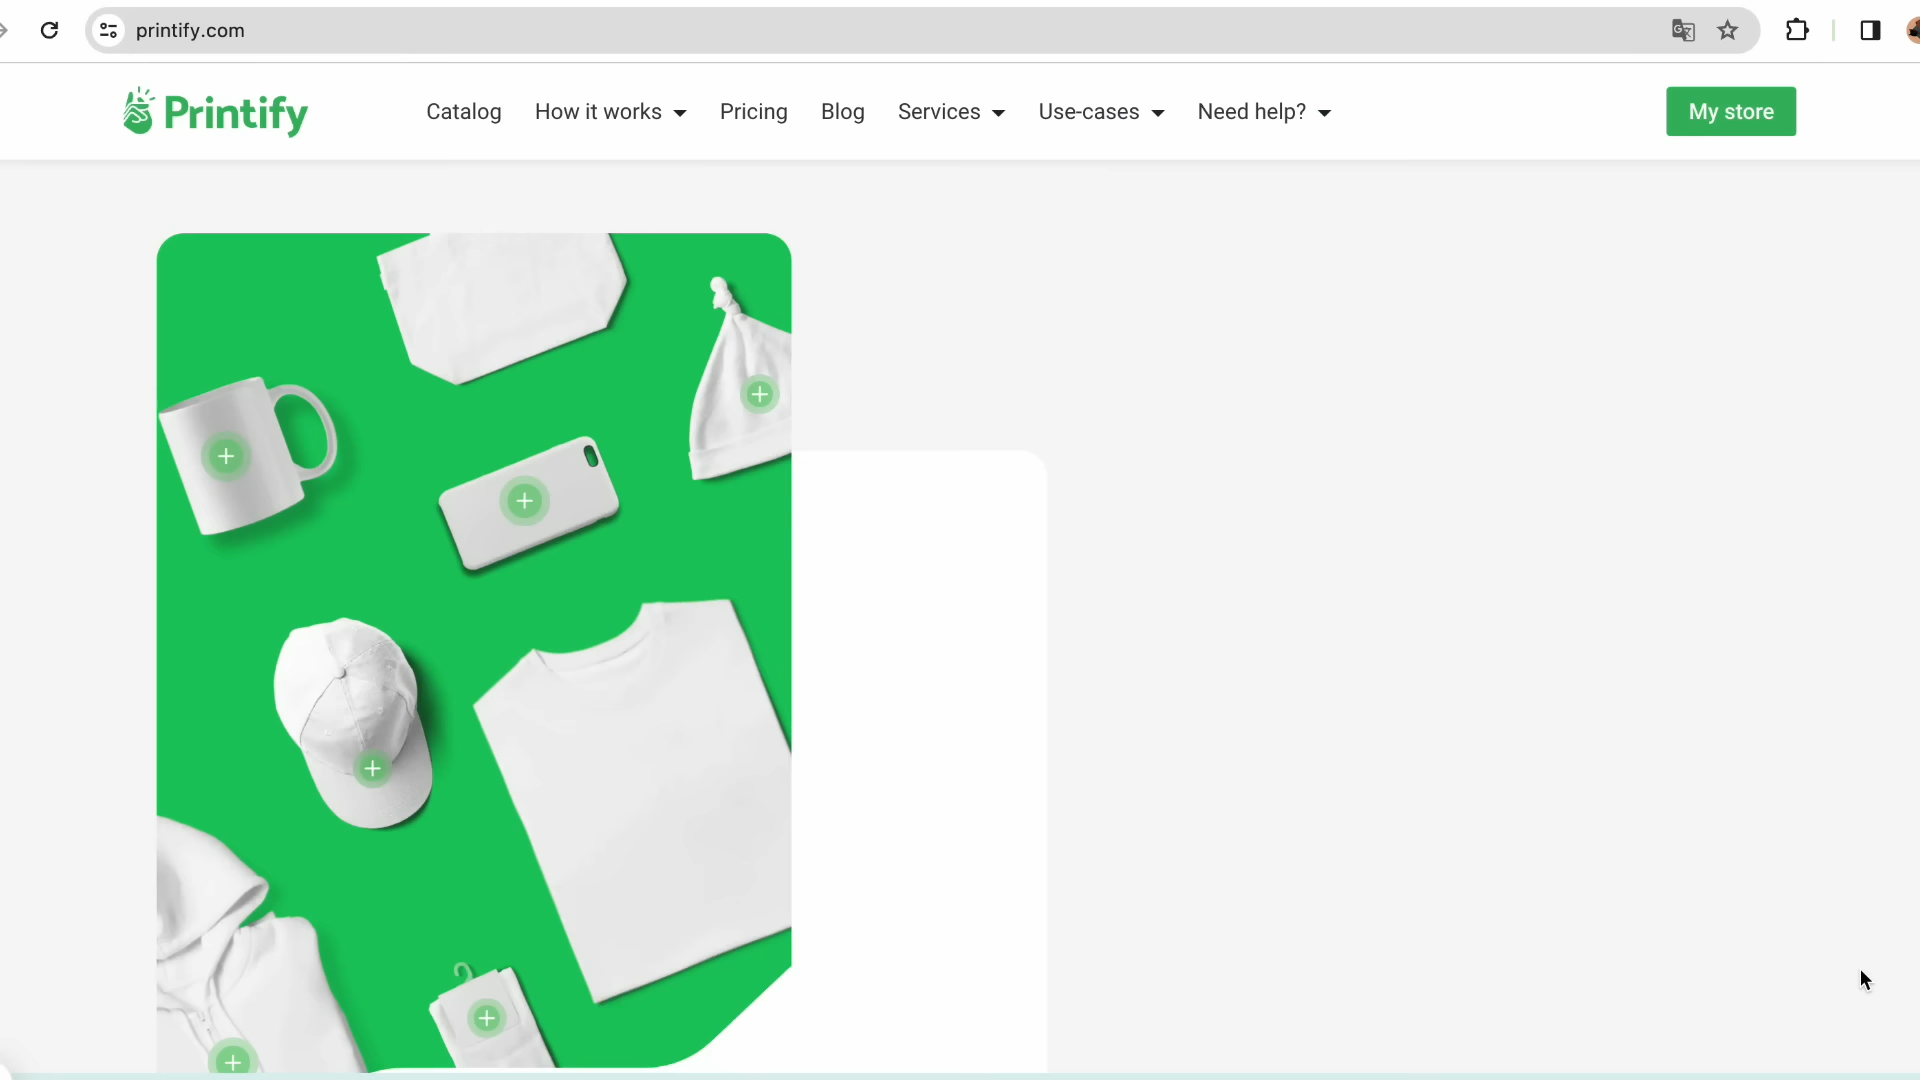 printify.com
Printify
Catalog
How it works
Pricing
Blog
Services
Use-cases
Need help?
My store